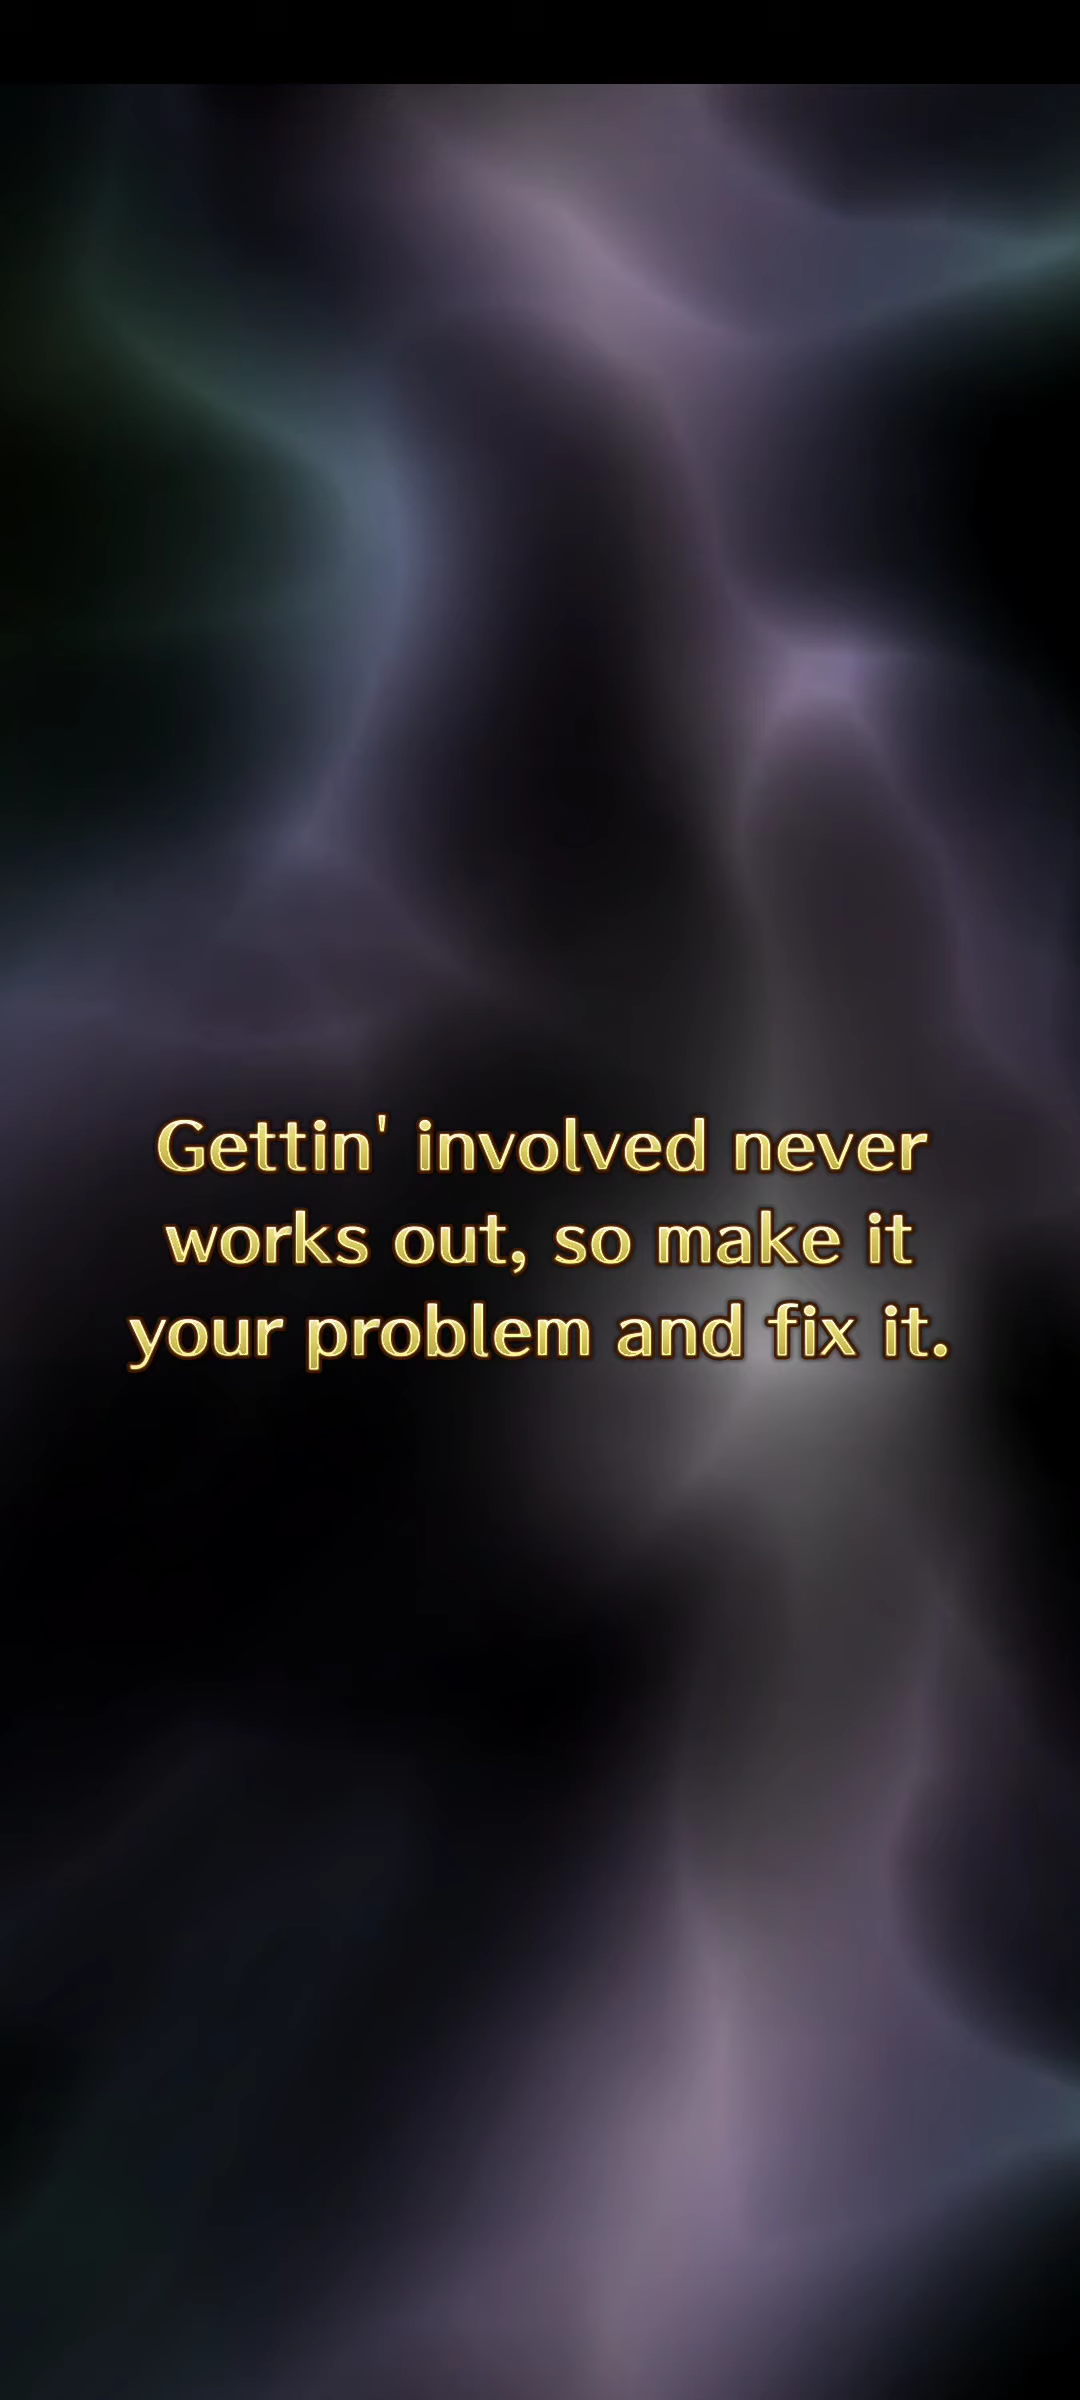 Gettin' involved never
works out, so make it
your problem and fix it.